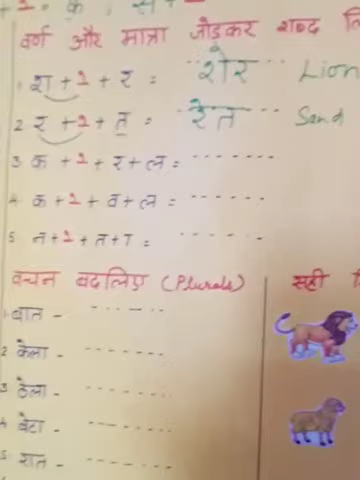 वर्ण और मात्रा जोड़कर शब्द
1 श + े + र = शेर Lion
2 र + े + त = रेत Sand
3 क + े + र + ल = -------
4 क + े + व + ल = ------
5 न + े + त + ा = ------
वचन बदलिए (Plurals)
1 बात - ------
2 केला - -------
3 ठेला - -------
4 बेटा - -------
5 रात - -------
सही